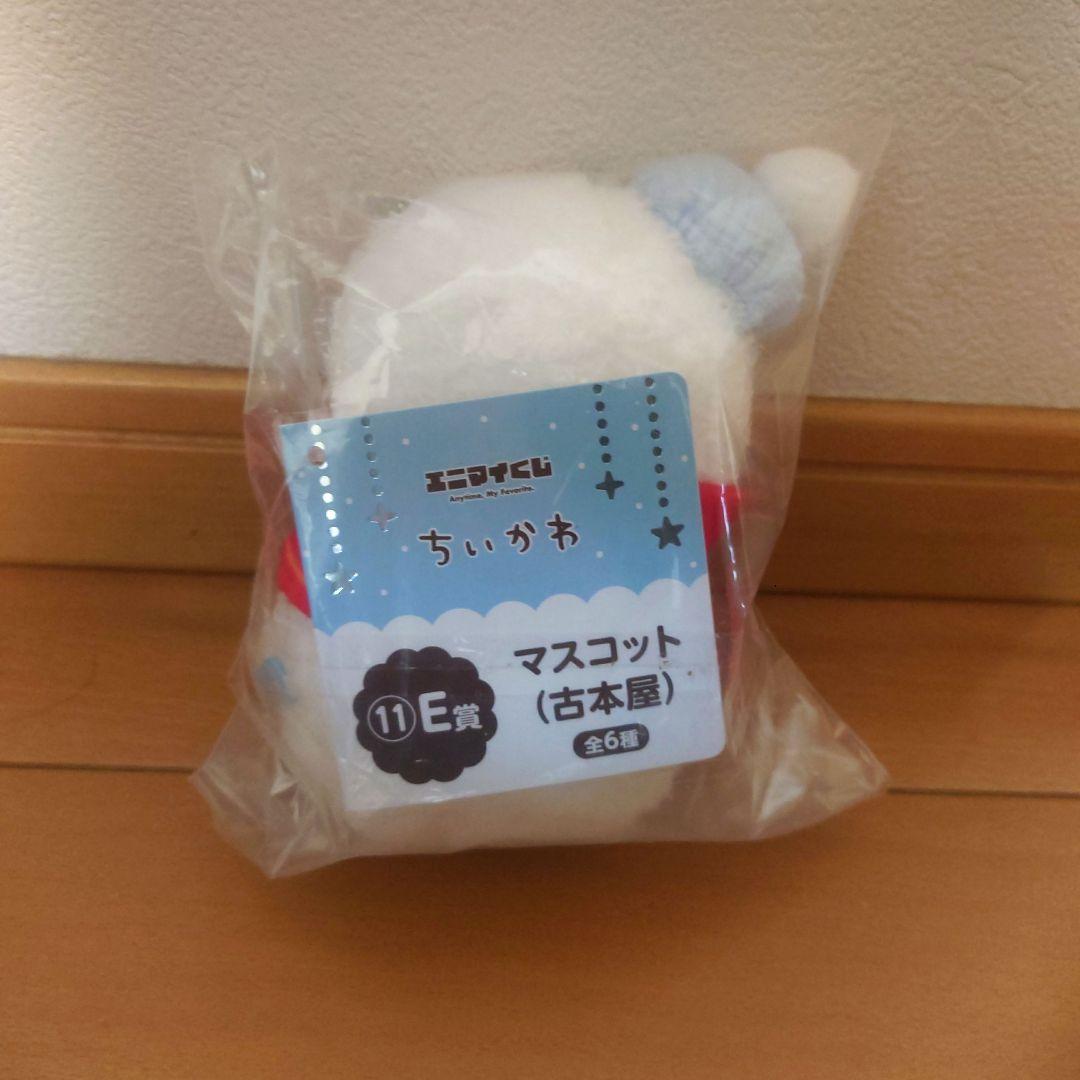 エニマイくじ
Anytime, My Favorite.
ちいかわ
⑪E賞
マスコット
(古本屋)
全6種